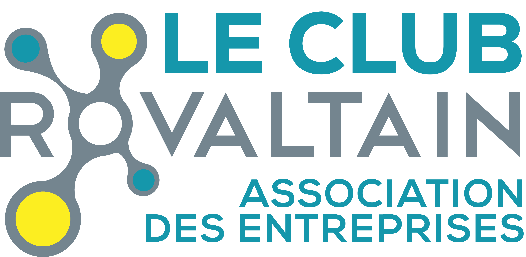 LE CLUB
ROVALTAIN
ASSOCIATION
DES ENTREPRISES